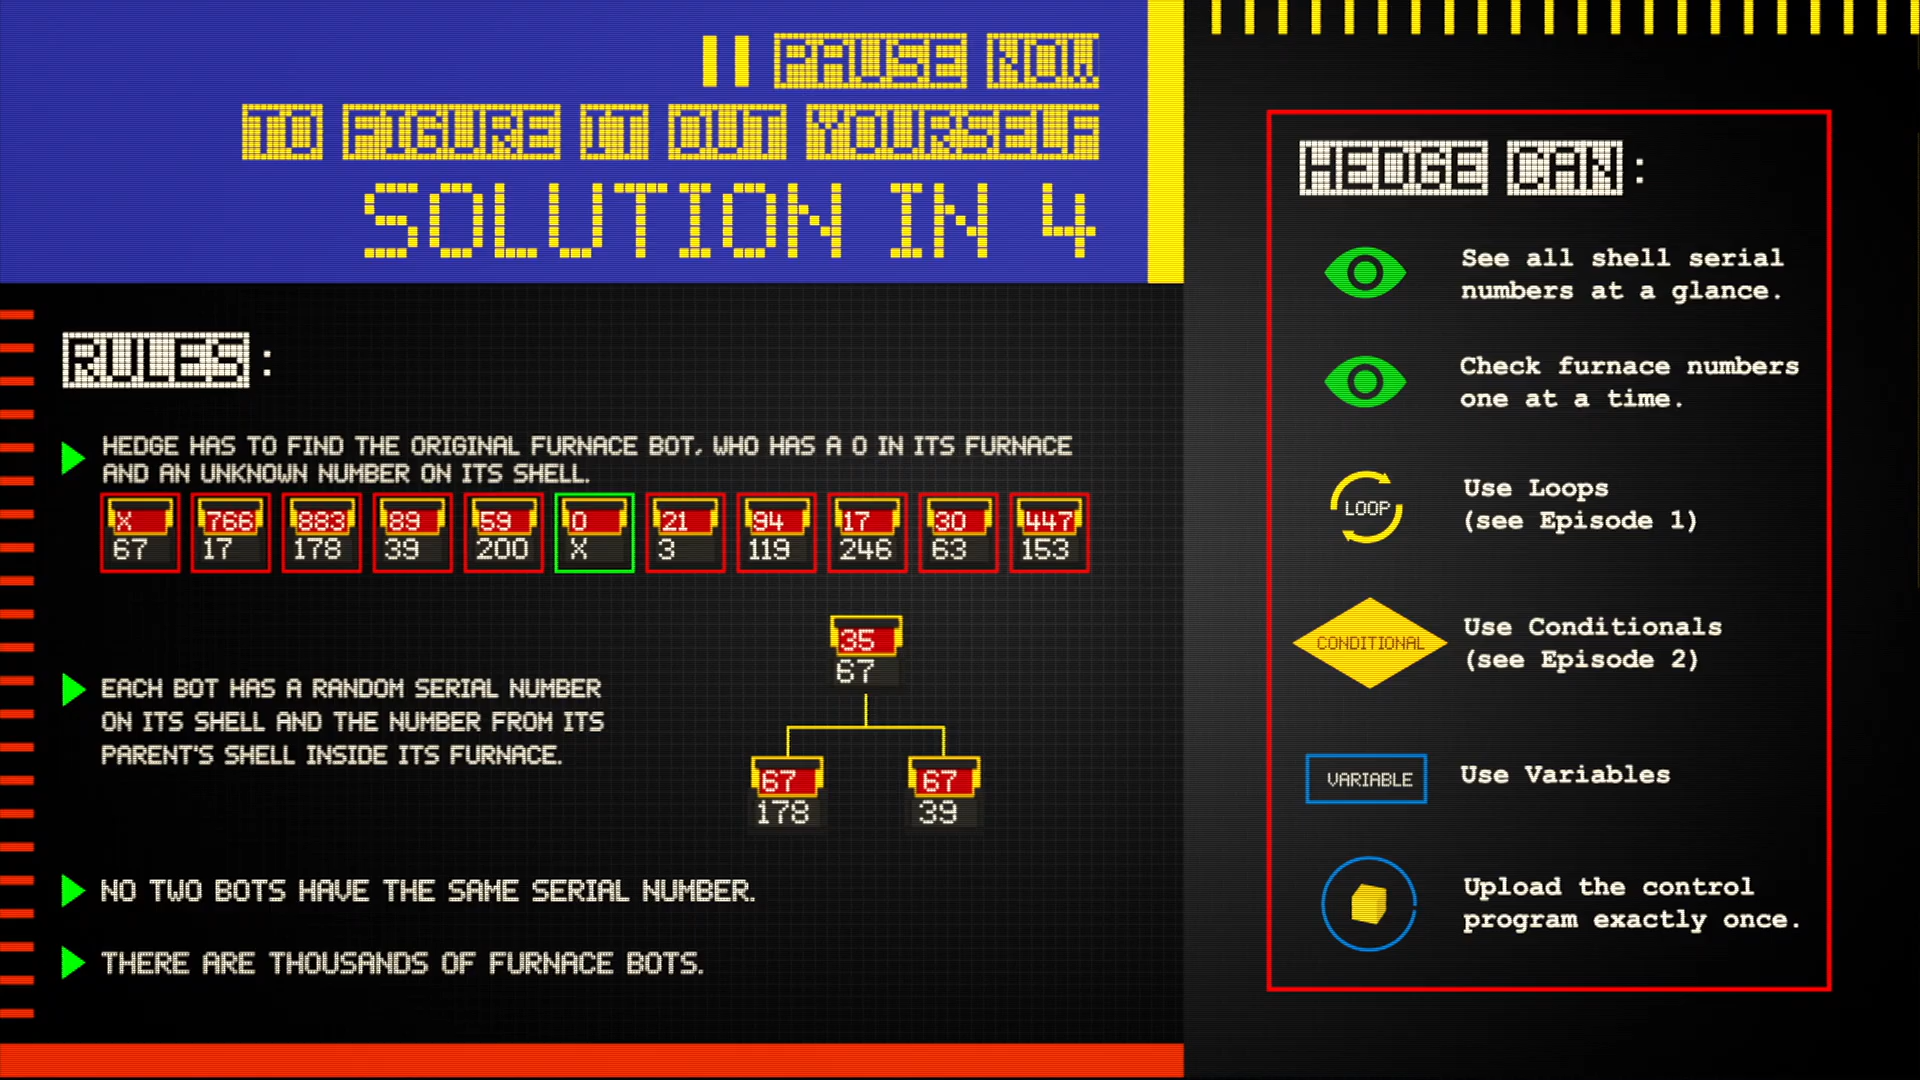 PAUSE NOW
TO FIGURE IT OUT YOURSELF
SOLUTION IN 4
RULES:
HEDGE HAS TO FIND THE ORIGINAL FURNACE BOT, WHO HAS A 0 IN ITS FURNACE
AND AN UNKNOWN NUMBER ON ITS SHELL.
X 766 883 89 59 0 21 94 17 30 447
67 17 178 39 200 X 3 119 246 63 153
35
67
EACH BOT HAS A RANDOM SERIAL NUMBER
ON ITS SHELL AND THE NUMBER FROM ITS
PARENT'S SHELL INSIDE ITS FURNACE.
67 67
178 39
NO TWO BOTS HAVE THE SAME SERIAL NUMBER.
THERE ARE THOUSANDS OF FURNACE BOTS.
HEDGE CAN:
See all shell serial
numbers at a glance.
Check furnace numbers
one at a time.
LOOP
Use Loops
(see Episode 1)
CONDITIONAL
Use Conditionals
(see Episode 2)
VARIABLE
Use Variables
Upload the control
program exactly once.